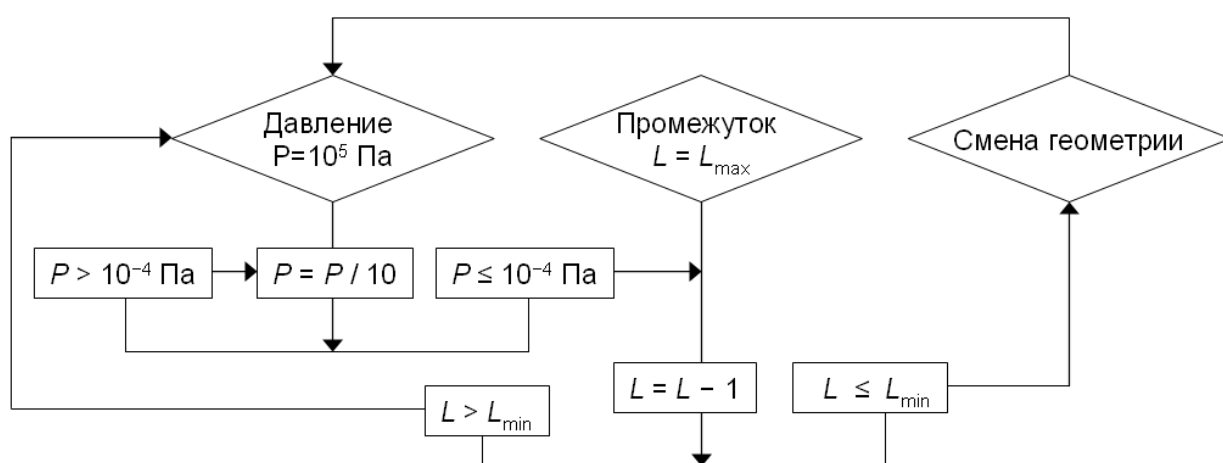 Давление
P=10⁵ Па
Промежуток
L = Lmax
Смена геометрии
P > 10⁻⁴ Па
P = P / 10
P ≤ 10⁻⁴ Па
L = L − 1
L ≤ Lmin
L > Lmin